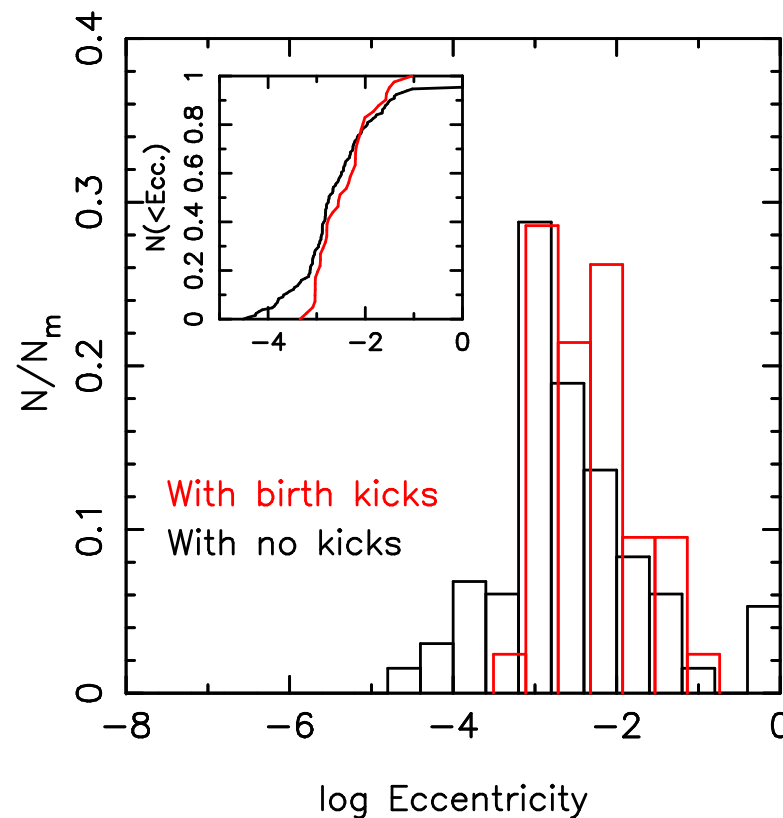 0.4
0.3
0.2
0.1
0
N/N_m
−8 −6 −4 −2 0
log Eccentricity
1
0.8
0.6
0.4
0.2
0
N(<Ecc.)
−4 −2 0
With birth kicks
With no kicks